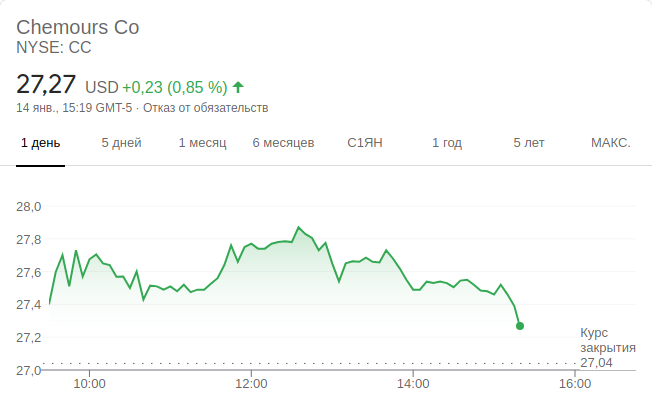 Chemours Co
NYSE: CC
27,27 USD +0,23 (0,85 %)
14 янв., 15:19 GMT-5 · Отказ от обязательств
1 день 5 дней 1 месяц 6 месяцев С1ЯН 1 год 5 лет МАКС.
28,0
27,8
27,6
27,4
27,2
27,0
Курс
закрытия
27,04
10:00 12:00 14:00 16:00